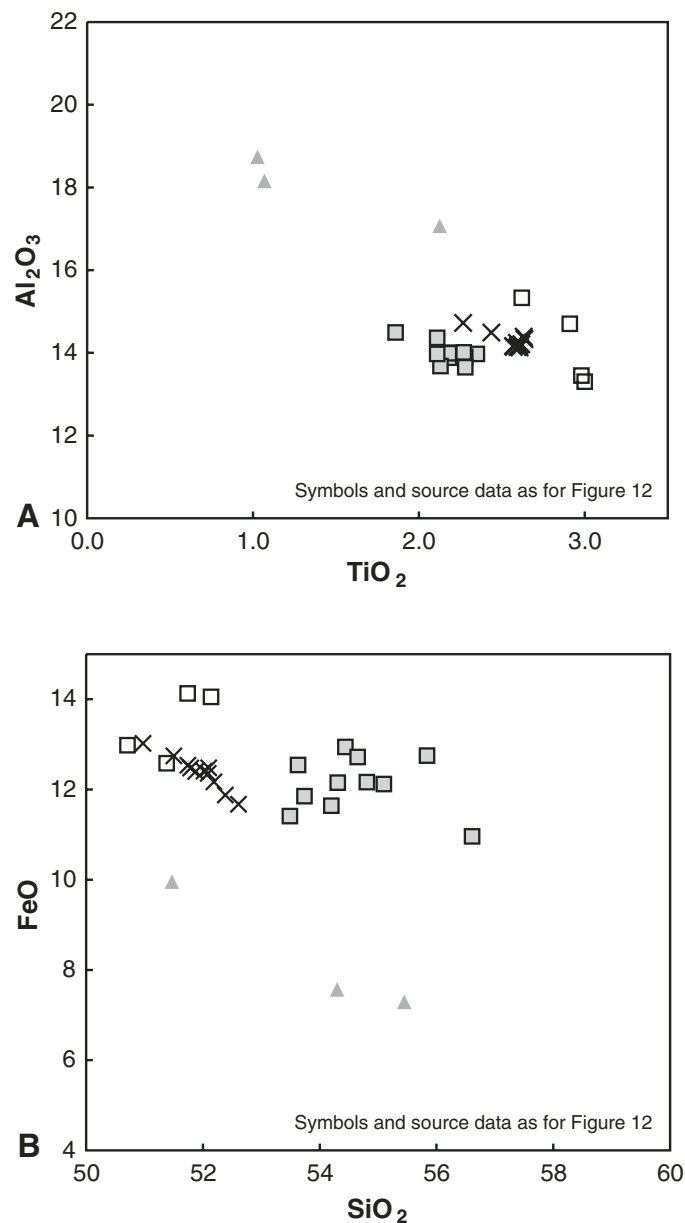 22
20
18
16
14
12
10
Al₂O₃
Symbols and source data as for Figure 12
A
0.0 1.0 2.0 3.0
TiO₂
14
12
10
8
6
4
FeO
Symbols and source data as for Figure 12
B
50 52 54 56 58 60
SiO₂